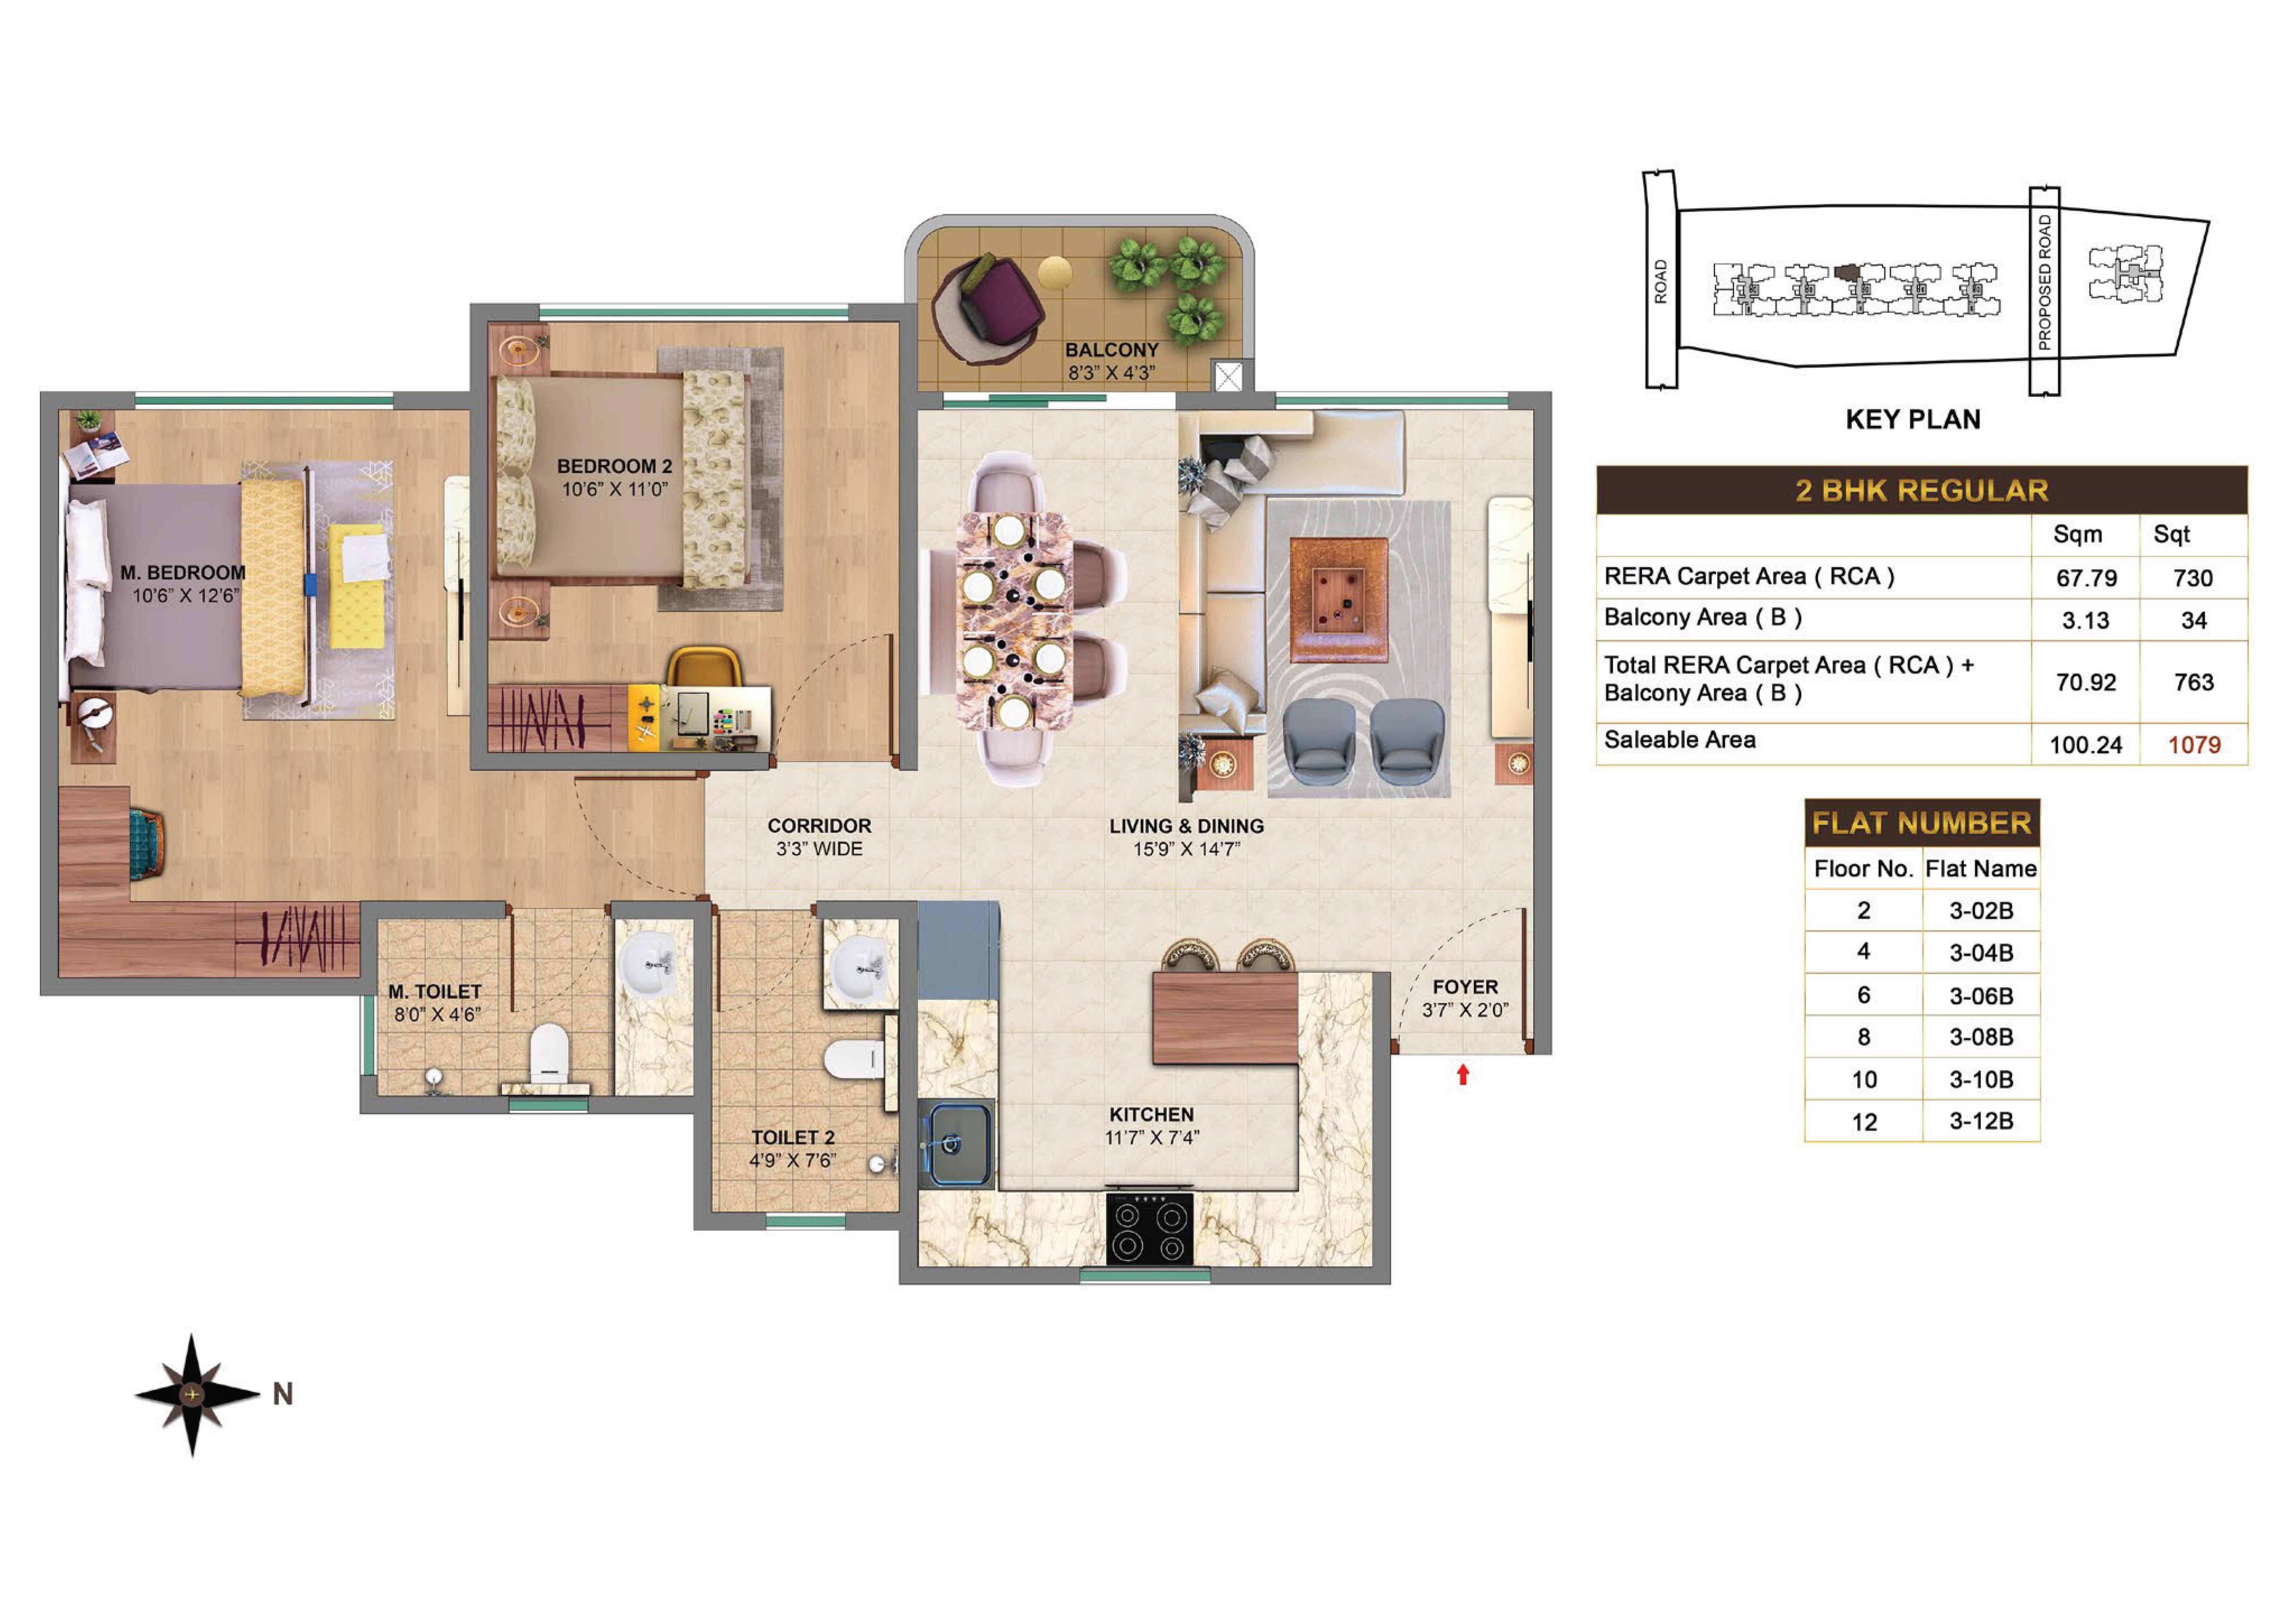 BALCONY
8'3" X 4'3"
BEDROOM 2
10'6" X 11'0"
M. BEDROOM
10'6" X 12'6"
CORRIDOR
3'3" WIDE
LIVING & DINING
15'9" X 14'7"
M. TOILET
8'0" X 4'6"
FOYER
3'7" X 2'0"
TOILET 2
4'9" X 7'6"
KITCHEN
11'7" X 7'4"
N
ROAD
PROPOSED ROAD
KEY PLAN
2 BHK REGULAR
Sqm Sqt
RERA Carpet Area ( RCA ) 67.79 730
Balcony Area ( B ) 3.13 34
Total RERA Carpet Area ( RCA ) +
Balcony Area ( B ) 70.92 763
Saleable Area 100.24 1079
FLAT NUMBER
Floor No. Flat Name
2 3-02B
4 3-04B
6 3-06B
8 3-08B
10 3-10B
12 3-12B